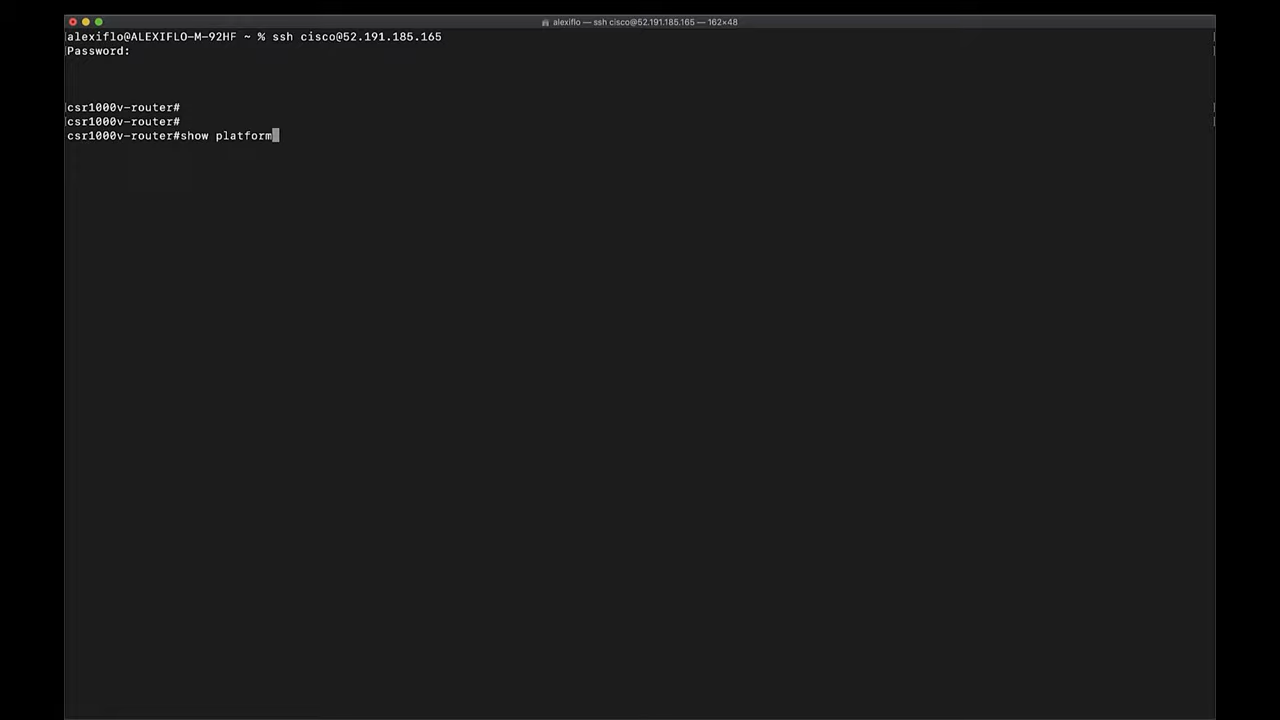 alexiflo — ssh cisco@52.191.185.165 — 162×48
alexiflo@ALEXIFLO-M-92HF ~ % ssh cisco@52.191.185.165
Password:
csr1000v-router#
csr1000v-router#
csr1000v-router#show platform